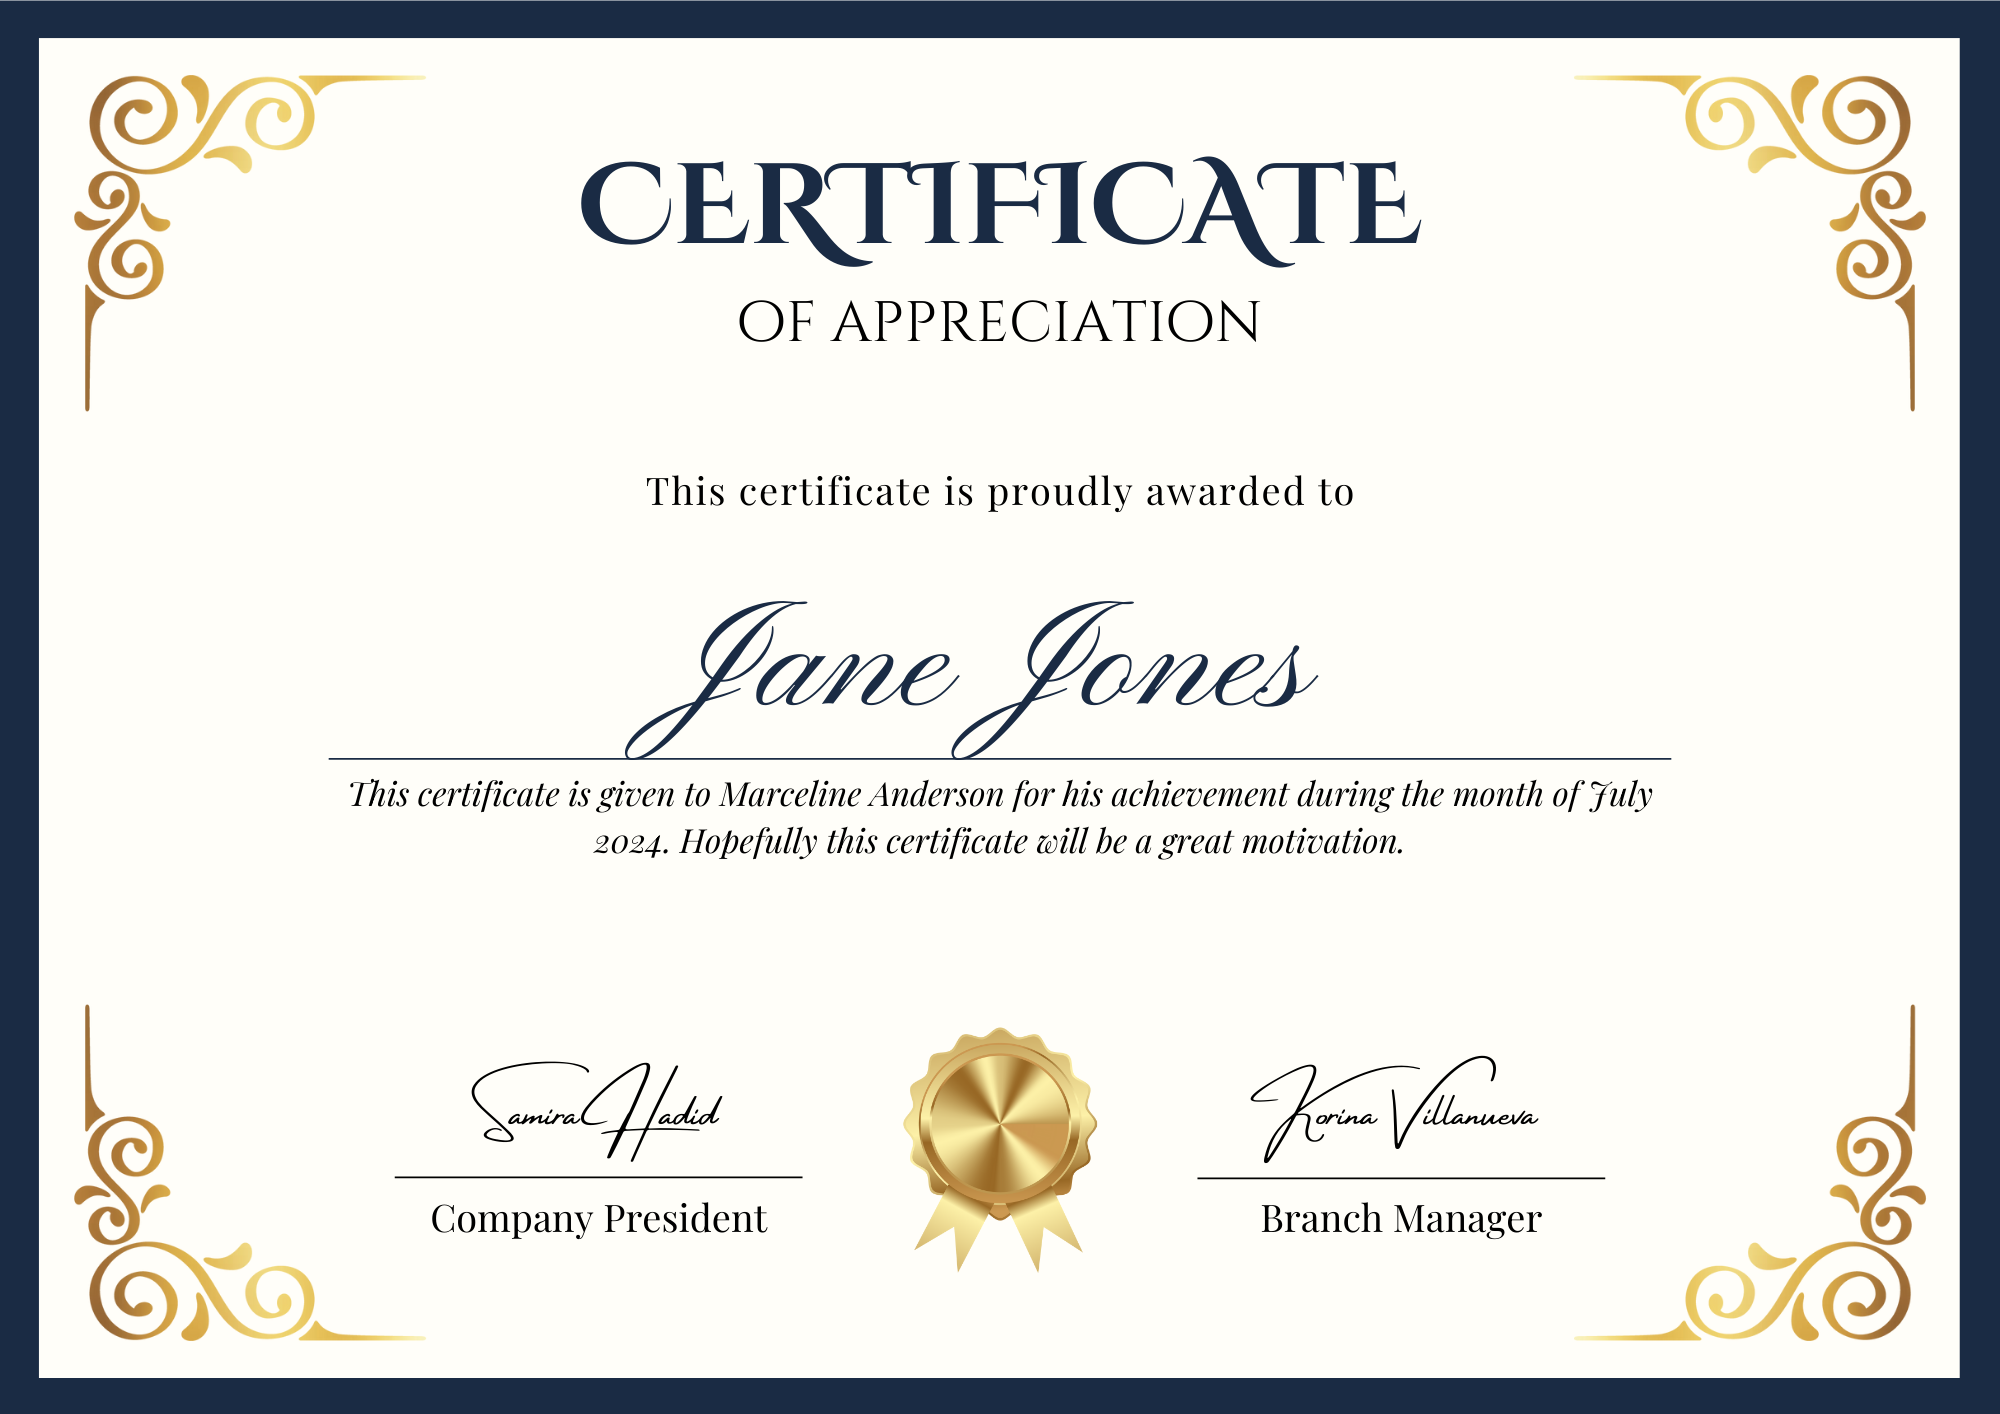 CERTIFICATE
OF APPRECIATION
This certificate is proudly awarded to
Jane Jones
This certificate is given to Marceline Anderson for his achievement during the month of July
2024. Hopefully this certificate will be a great motivation.
Samira Hadid
Company President
Korina Villanueva
Branch Manager